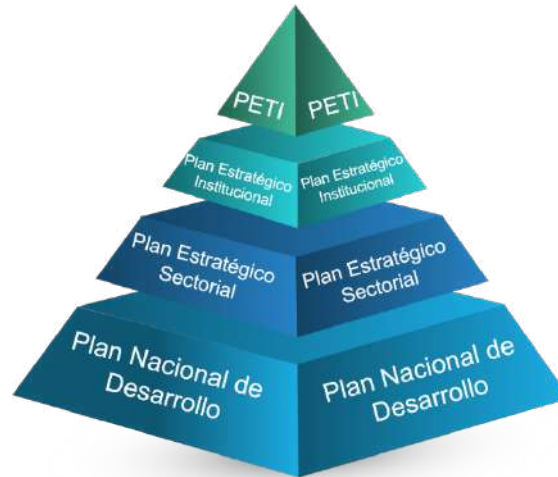 PETI
PETI
Plan Estratégico
Institucional
Plan Estratégico
Institucional
Plan Estratégico
Sectorial
Plan Estratégico
Sectorial
Plan Nacional de
Desarrollo
Plan Nacional de
Desarrollo